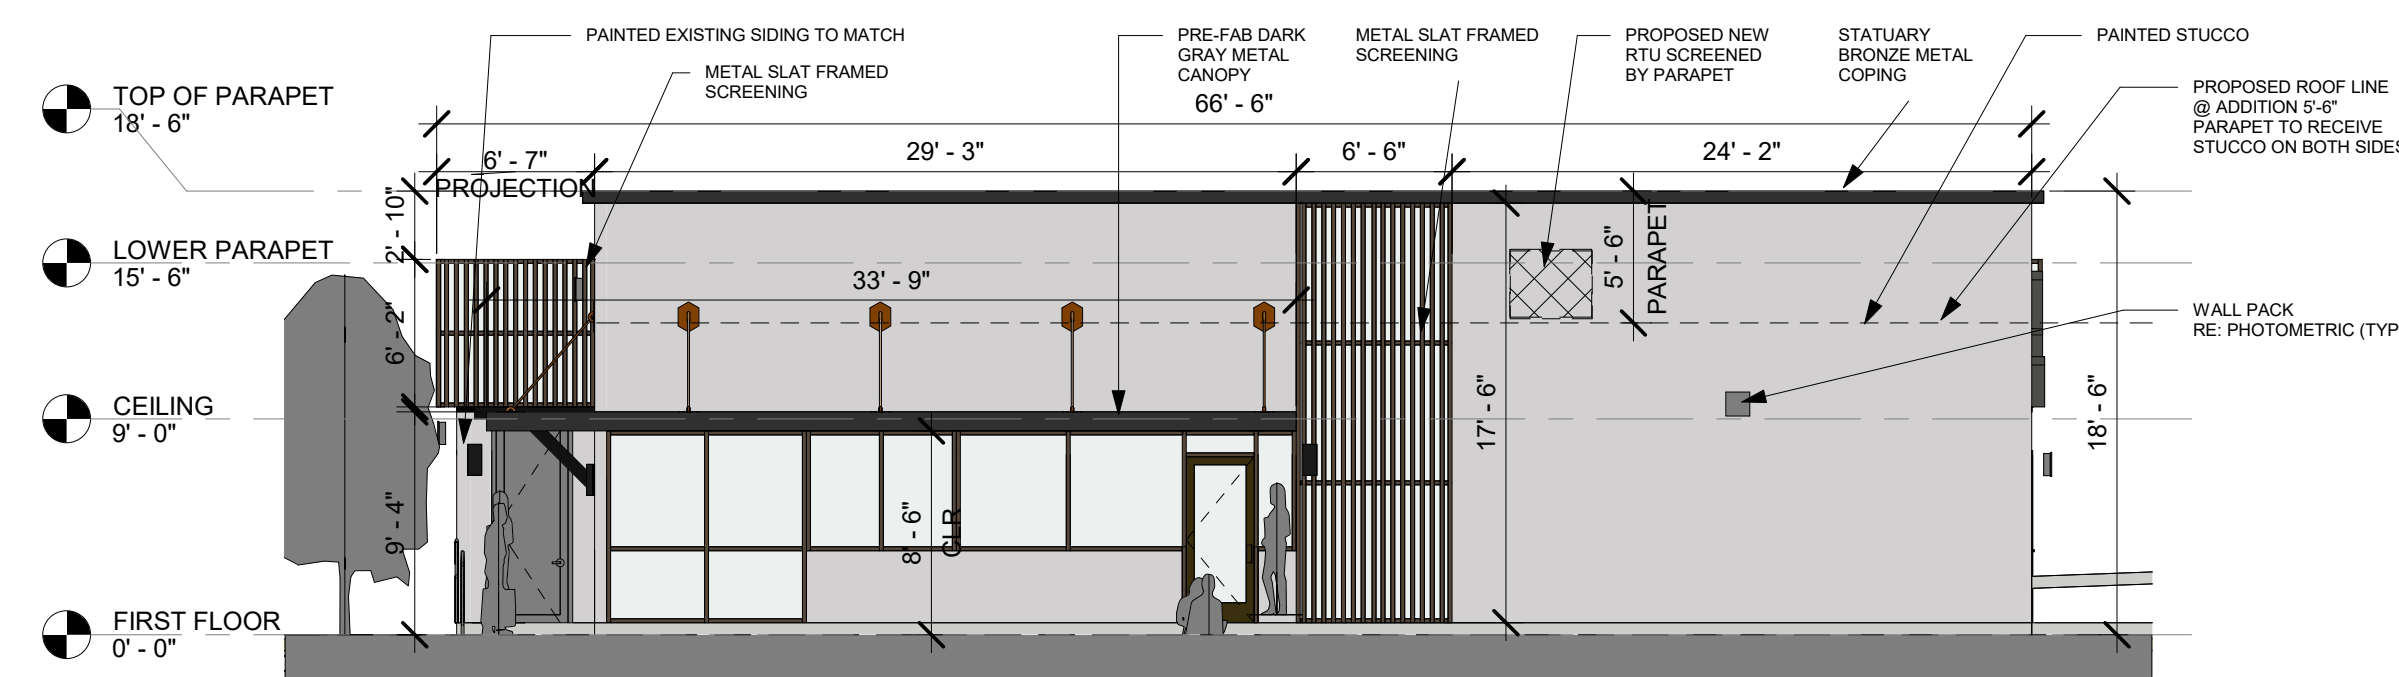 PAINTED EXISTING SIDING TO MATCH
METAL SLAT FRAMED
SCREENING
PRE-FAB DARK
GRAY METAL
CANOPY
METAL SLAT FRAMED
SCREENING
PROPOSED NEW
RTU SCREENED
BY PARAPET
STATUARY
BRONZE METAL
COPING
PAINTED STUCCO
PROPOSED ROOF LINE
@ ADDITION 5'-6"
PARAPET TO RECEIVE
STUCCO ON BOTH SIDES
TOP OF PARAPET
18' - 6"
66' - 6"
6' - 7"
PROJECTION
29' - 3"
6' - 6"
24' - 2"
2' - 10"
LOWER PARAPET
15' - 6"
33' - 9"
5' - 6"
PARAPET
6' - 2"
WALL PACK
RE: PHOTOMETRIC (TYP
CEILING
9' - 0"
17' - 6"
18' - 6"
9' - 4"
8' - 6"
CLR
FIRST FLOOR
0' - 0"